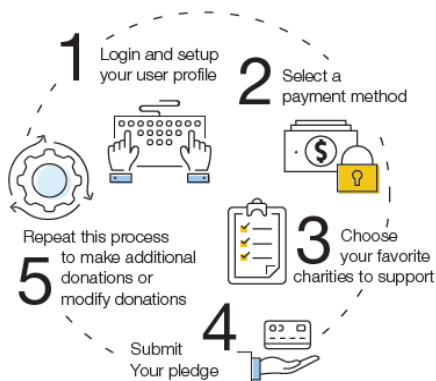 1
Login and setup
your user profile
2
Select a
payment method
$
3
Choose
your favorite
charities to support
4
Submit
Your pledge
5
Repeat this process
to make additional
donations or
modify donations